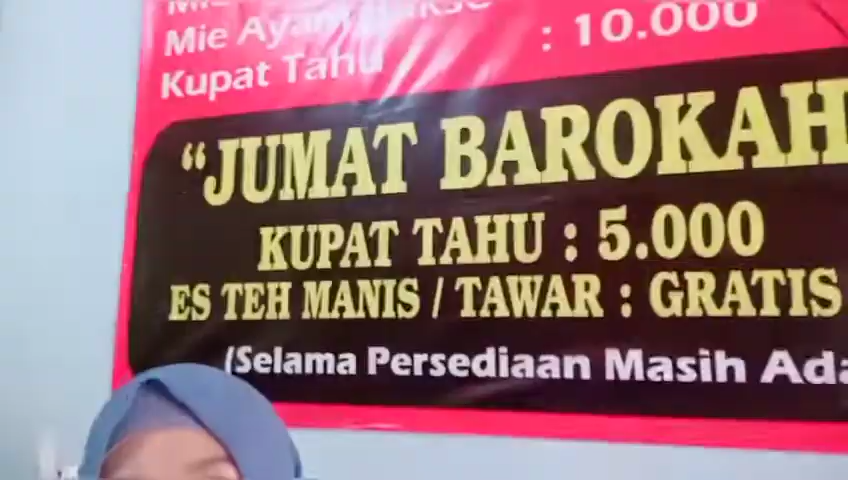 Mie Ayam
: 10.000
Kupat Tahu
"JUMAT BAROKAH
KUPAT TAHU : 5.000
ES TEH MANIS / TAWAR : GRATIS
(Selama Persediaan Masih Ada